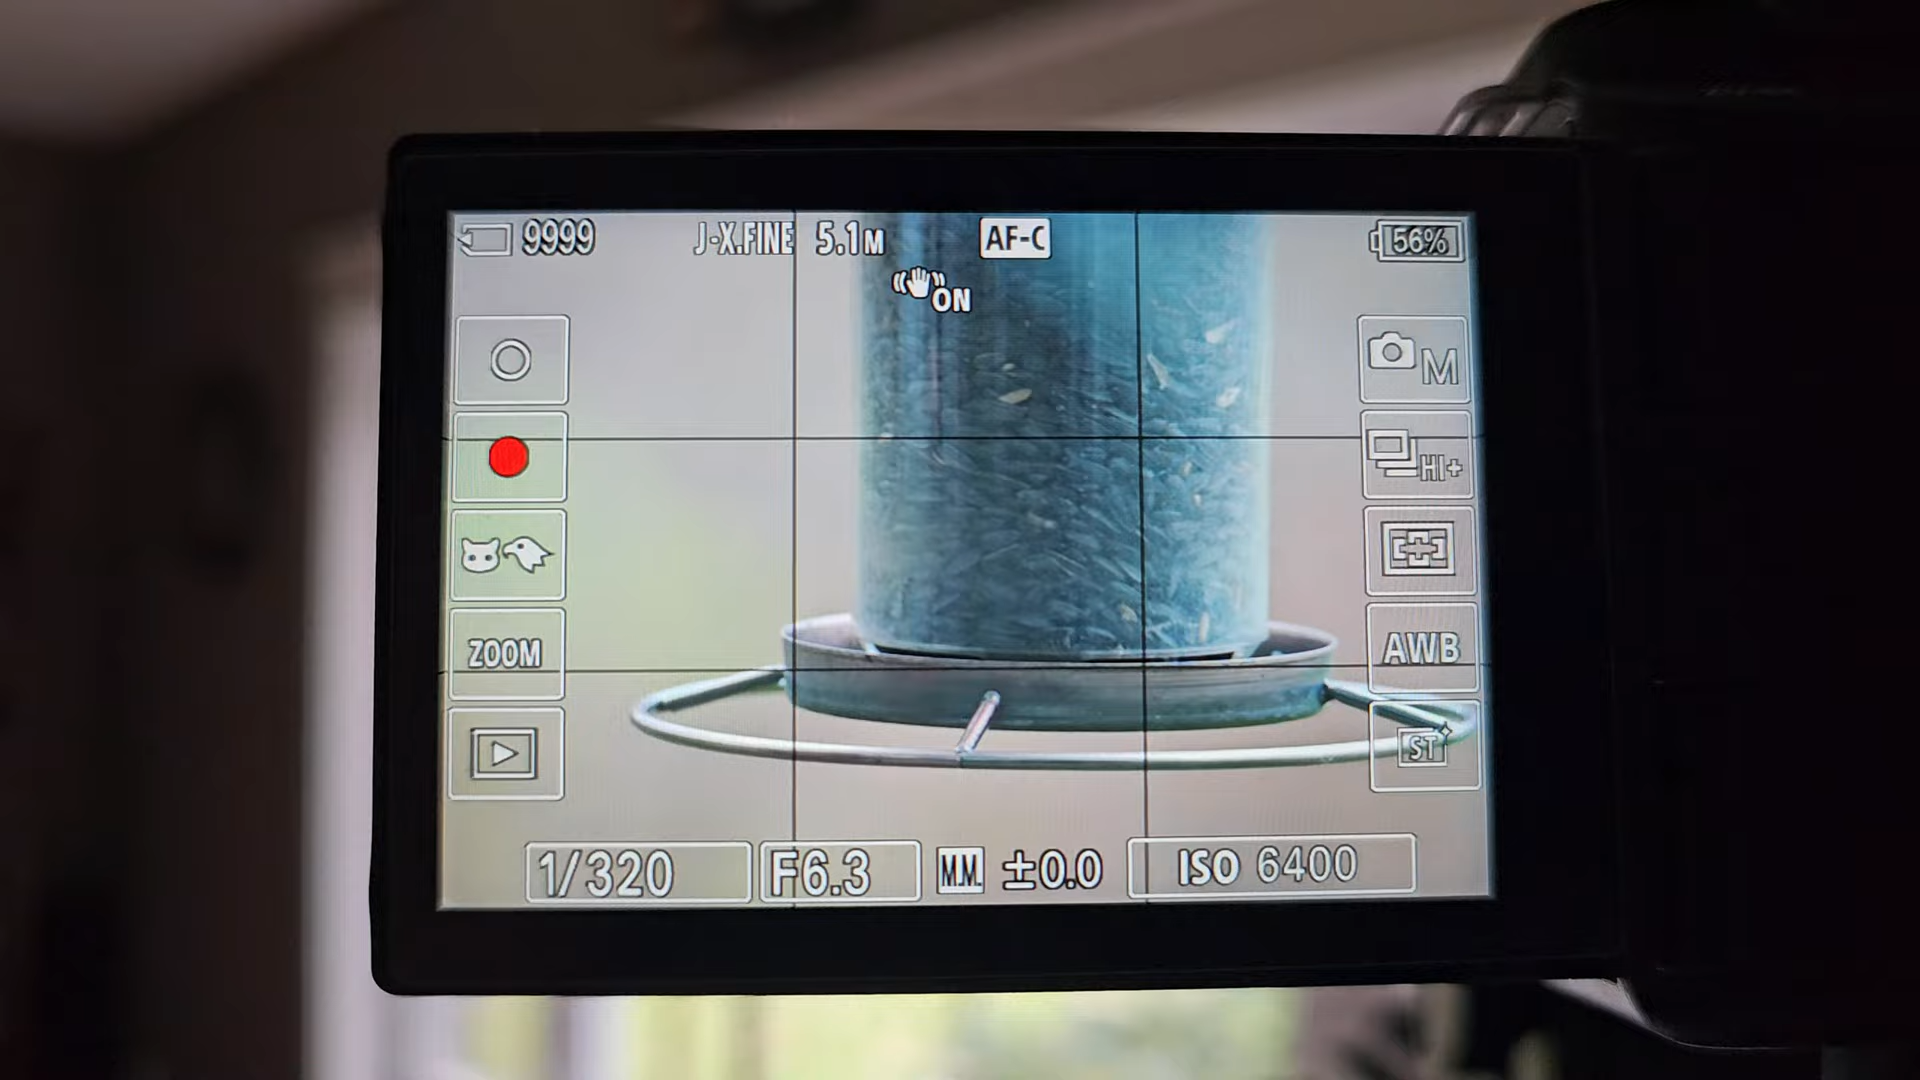 9999 J-X.FINE 5.1M AF-C 56%
ON
M
HI+
ZOOM
AWB
ST
1/320 F6.3 M.M. ±0.0 ISO 6400